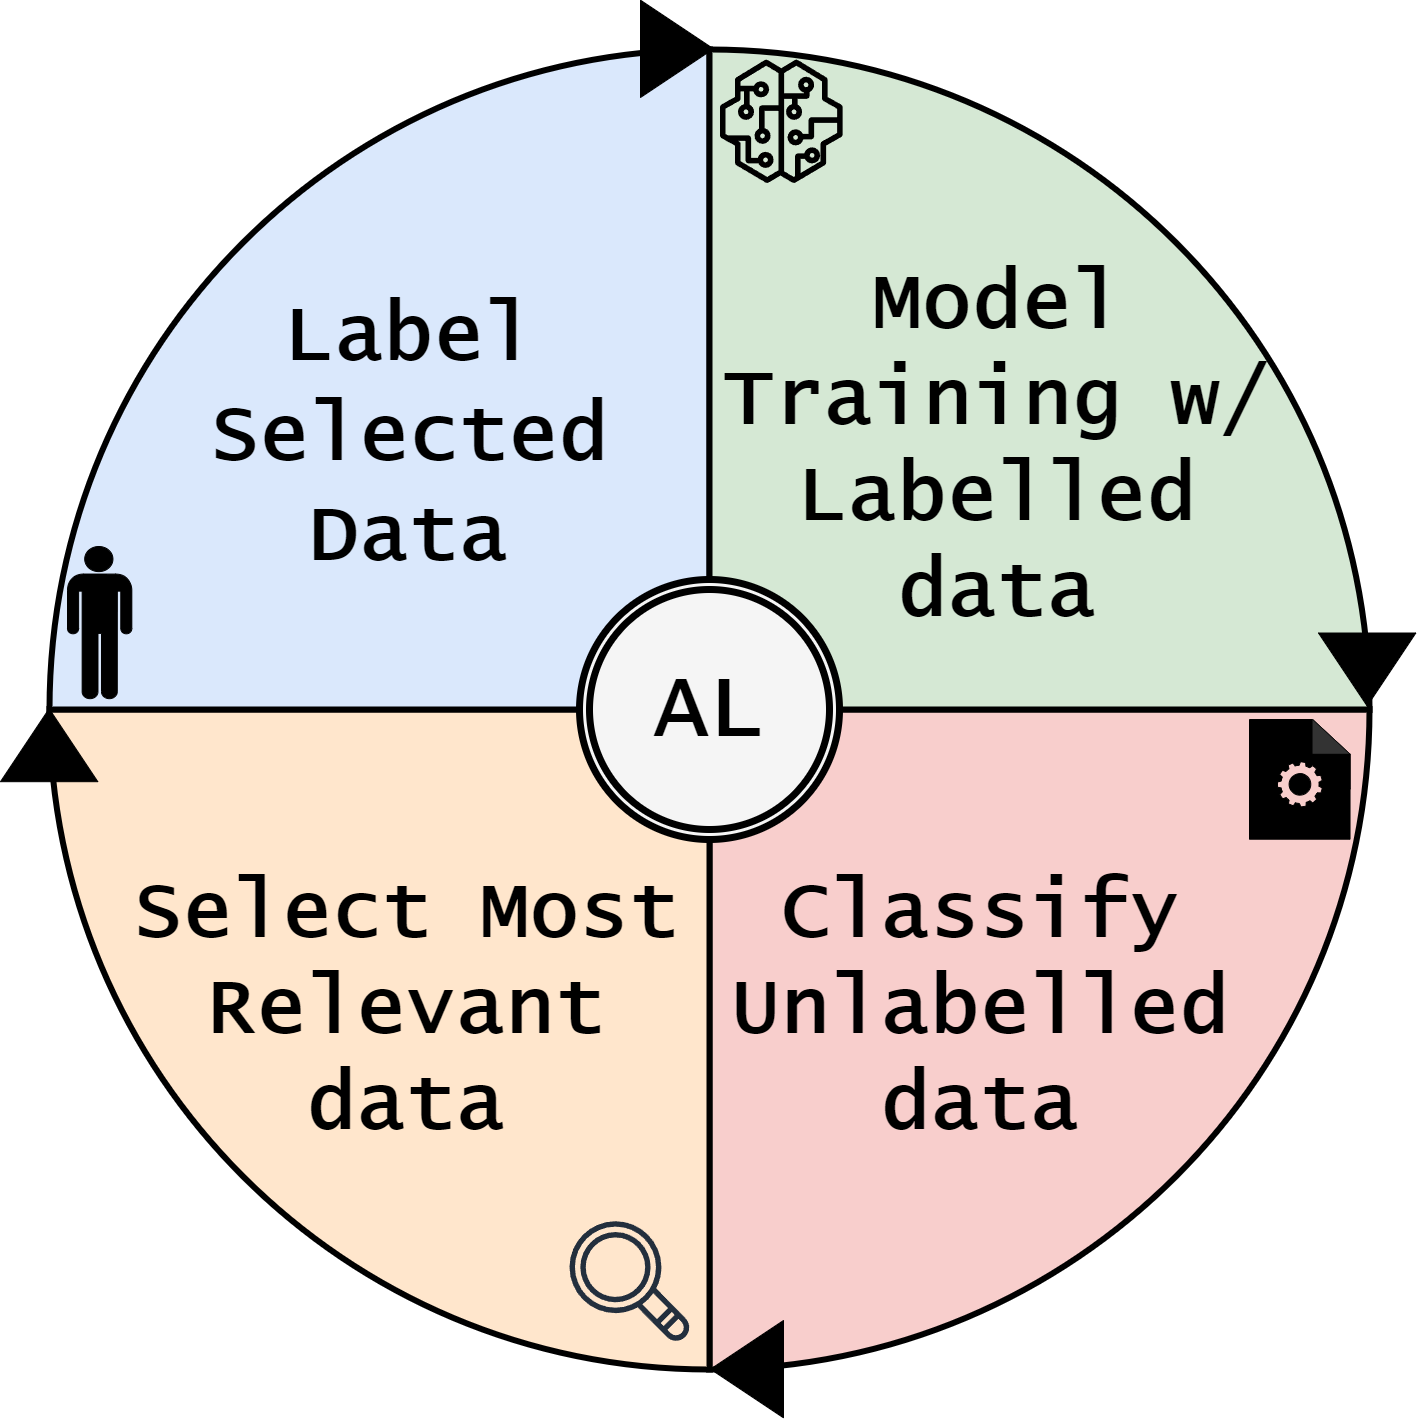 Label
Selected
Data
Model
Training w/
Labelled
data
AL
Select Most
Relevant
data
Classify
Unlabelled
data